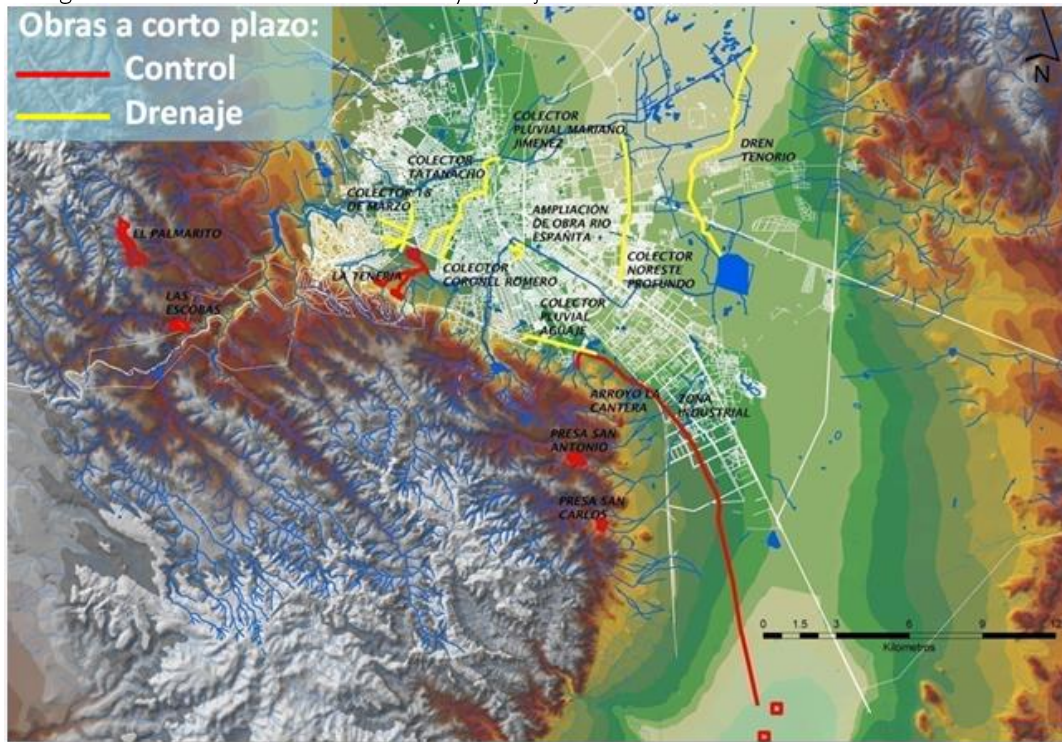 Obras a corto plazo:
Control
Drenaje
N
COLECTOR
PLUVIAL MARIANO
JIMENEZ
DREN
TENORIO
COLECTOR
TATANACHO
COLECTOR 18
DE MARZO
AMPLIACIÓN
DE OBRA RIO
ESPAÑITA
EL PALMARITO
LA TENERIA
COLECTOR
CORONEL ROMERO
COLECTOR
NORESTE
PROFUNDO
LAS
ESCOBAS
COLECTOR
PLUVIAL
AGUAJE
ARROYO LA
CANTERA
ZONA
INDUSTRIAL
PRESA SAN
ANTONIO
PRESA SAN
CARLOS
0 1.5 3 6 9 12
Kilometros